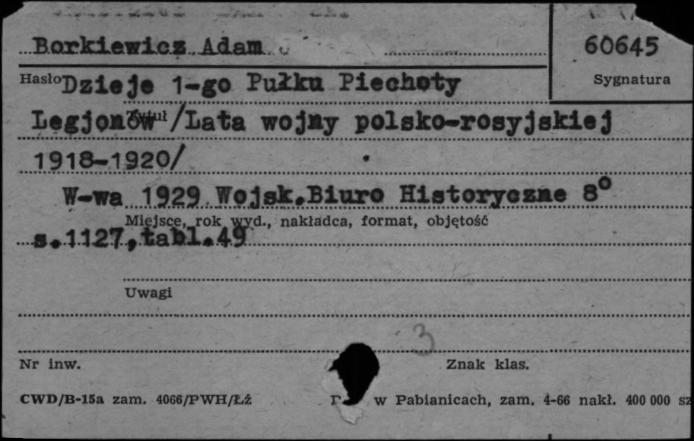 Borkiewicz Adam
60645
Hasło
Sygnatura
Dzieje 1-go Pułku Piechoty
Legjonów/Lata wojny polsko-rosyjskiej
Tytuł
1918-1920/
W-wa 1929 Wojsk.Biuro Historyczne 8°
Miejsce, rok wyd., nakładca, format, objętość
s.1127,tabl.49
Uwagi
3
Nr inw.
Znak klas.
CWD/B-15a zam. 4066/PWH/Łź
w Pabianicach, zam. 4-66 nakł. 400 000